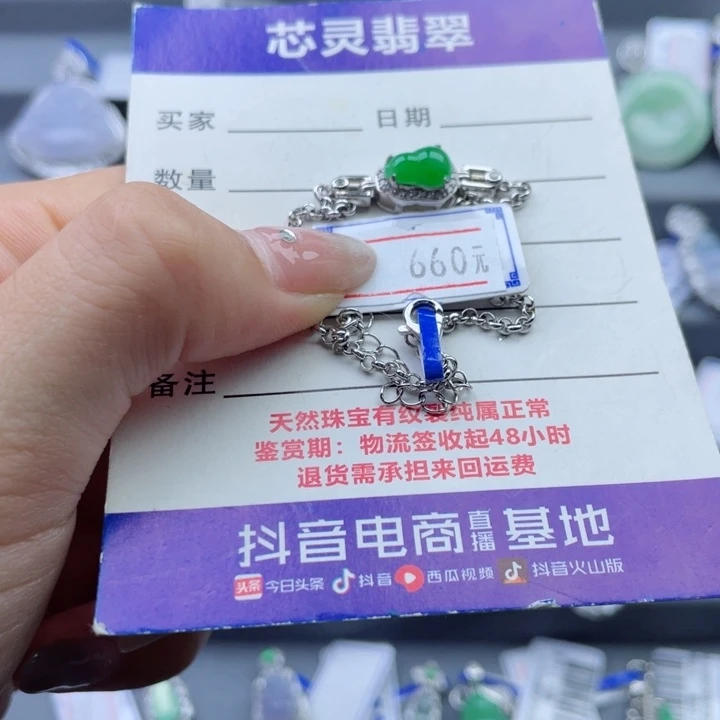 芯灵翡翠
买家 日期
数量
660元
备注
天然珠宝有纹裂纯属正常
鉴赏期：物流签收起48小时
退货需承担来回运费
抖音电商直播基地
头条 今日头条 抖音 西瓜视频 抖音火山版